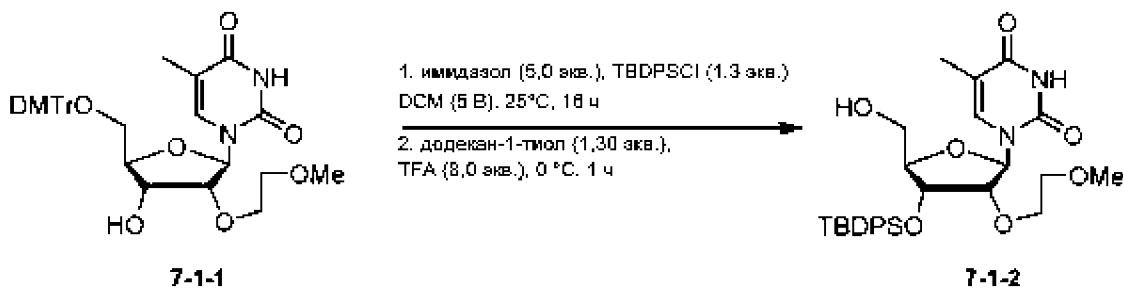 O
NH
N
O
DMTrO
O
OMe
HO
O
7-1-1
1. имидазол (5,0 экв.), TBDPSCl (1.3 экв.)
DCM (5 В). 25°C, 16 ч
2. додекан-1-тиол (1,30 экв.),
TFA (8,0 экв.), 0 °C. 1 ч
O
NH
HO
N
O
O
OMe
TBDPSO
O
7-1-2